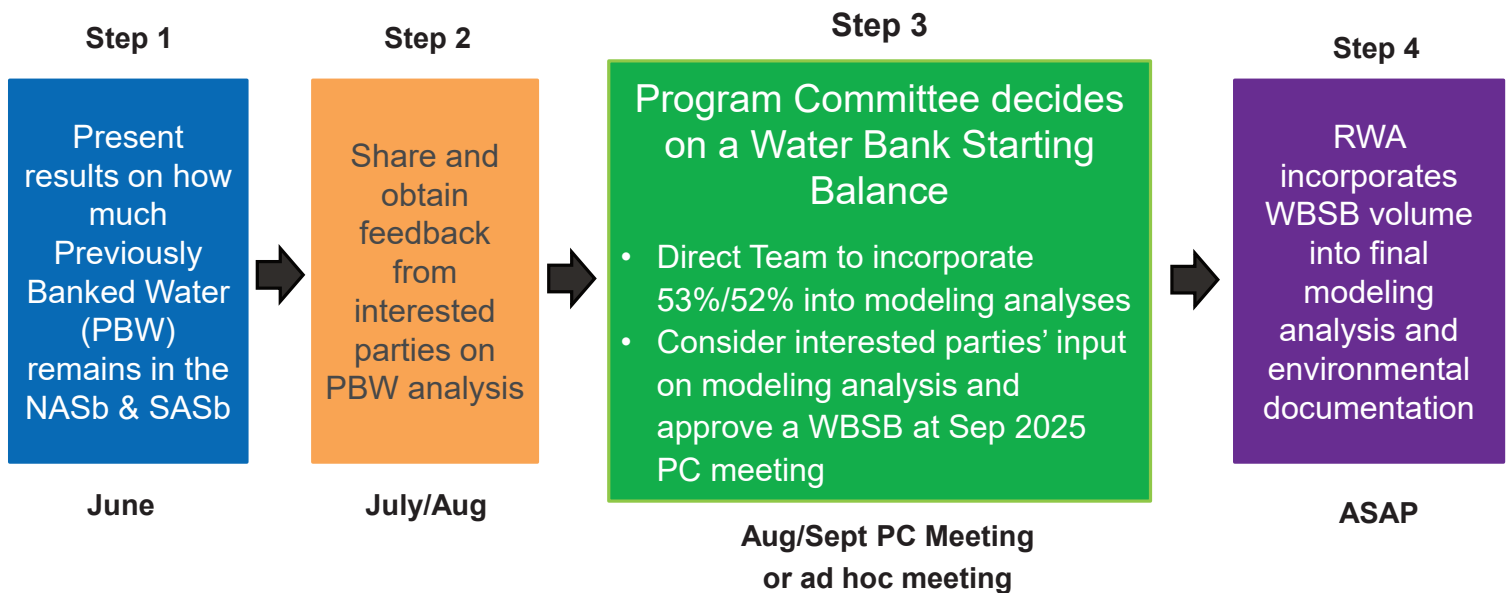 Step 1
Present
results on how
much
Previously
Banked Water
(PBW)
remains in the
NASb & SASb
June
Step 2
Share and
obtain
feedback
from
interested
parties on
PBW analysis
July/Aug
Step 3
Program Committee decides
on a Water Bank Starting
Balance
• Direct Team to incorporate
53%/52% into modeling analyses
• Consider interested parties’ input
on modeling analysis and
approve a WBSB at Sep 2025
PC meeting
Aug/Sept PC Meeting
or ad hoc meeting
Step 4
RWA
incorporates
WBSB volume
into final
modeling
analysis and
environmental
documentation
ASAP